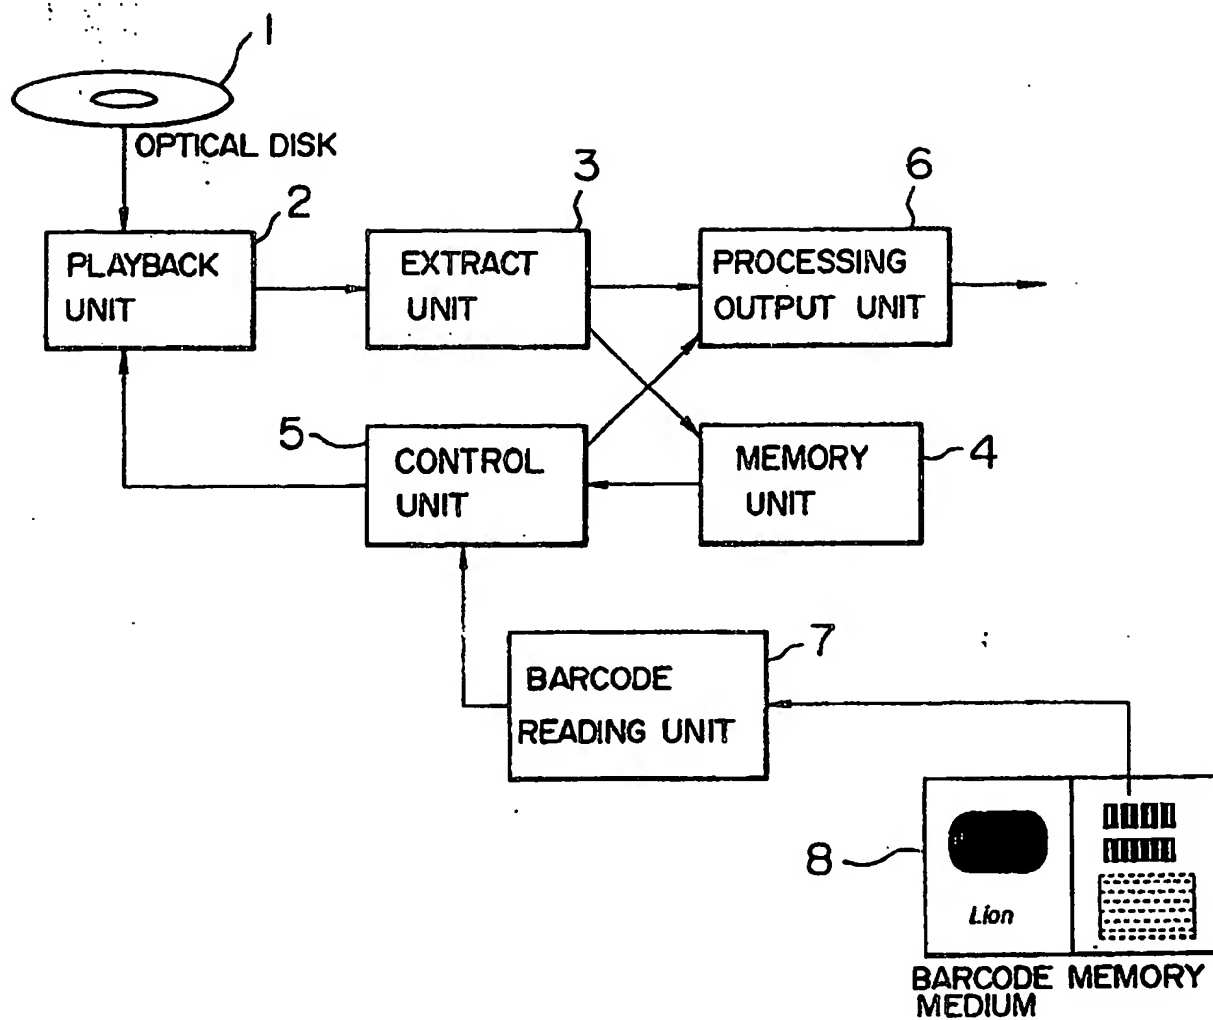 1
OPTICAL DISK
2
3
6
PLAYBACK
UNIT
EXTRACT
UNIT
PROCESSING
OUTPUT UNIT
5
CONTROL
UNIT
MEMORY
UNIT
4
7
BARCODE
READING UNIT
8
Lion
BARCODE MEMORY
MEDIUM